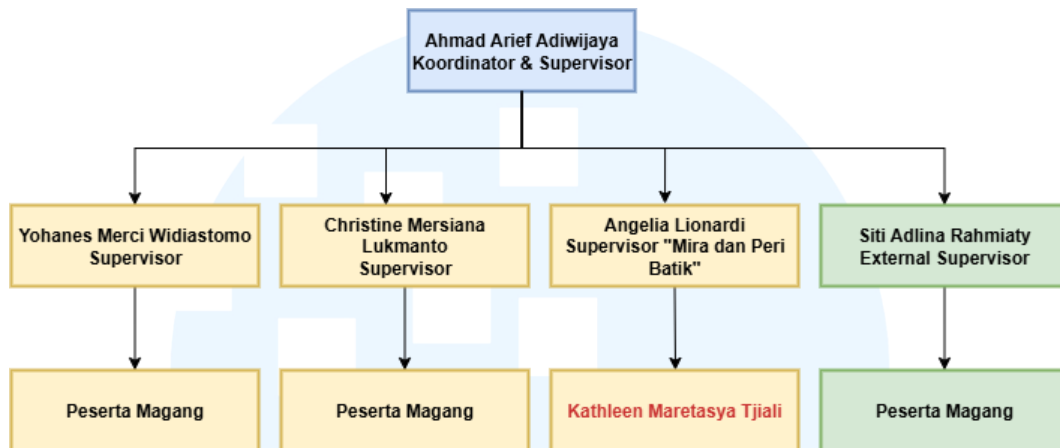 Ahmad Arief Adiwijaya
Koordinator & Supervisor
Yohanes Merci Widiastomo
Supervisor
Christine Mersiana
Lukmanto
Supervisor
Angelia Lionardi
Supervisor "Mira dan Peri
Batik"
Siti Adlina Rahmiaty
External Supervisor
Peserta Magang
Peserta Magang
Kathleen Maretasya Tjiali
Peserta Magang